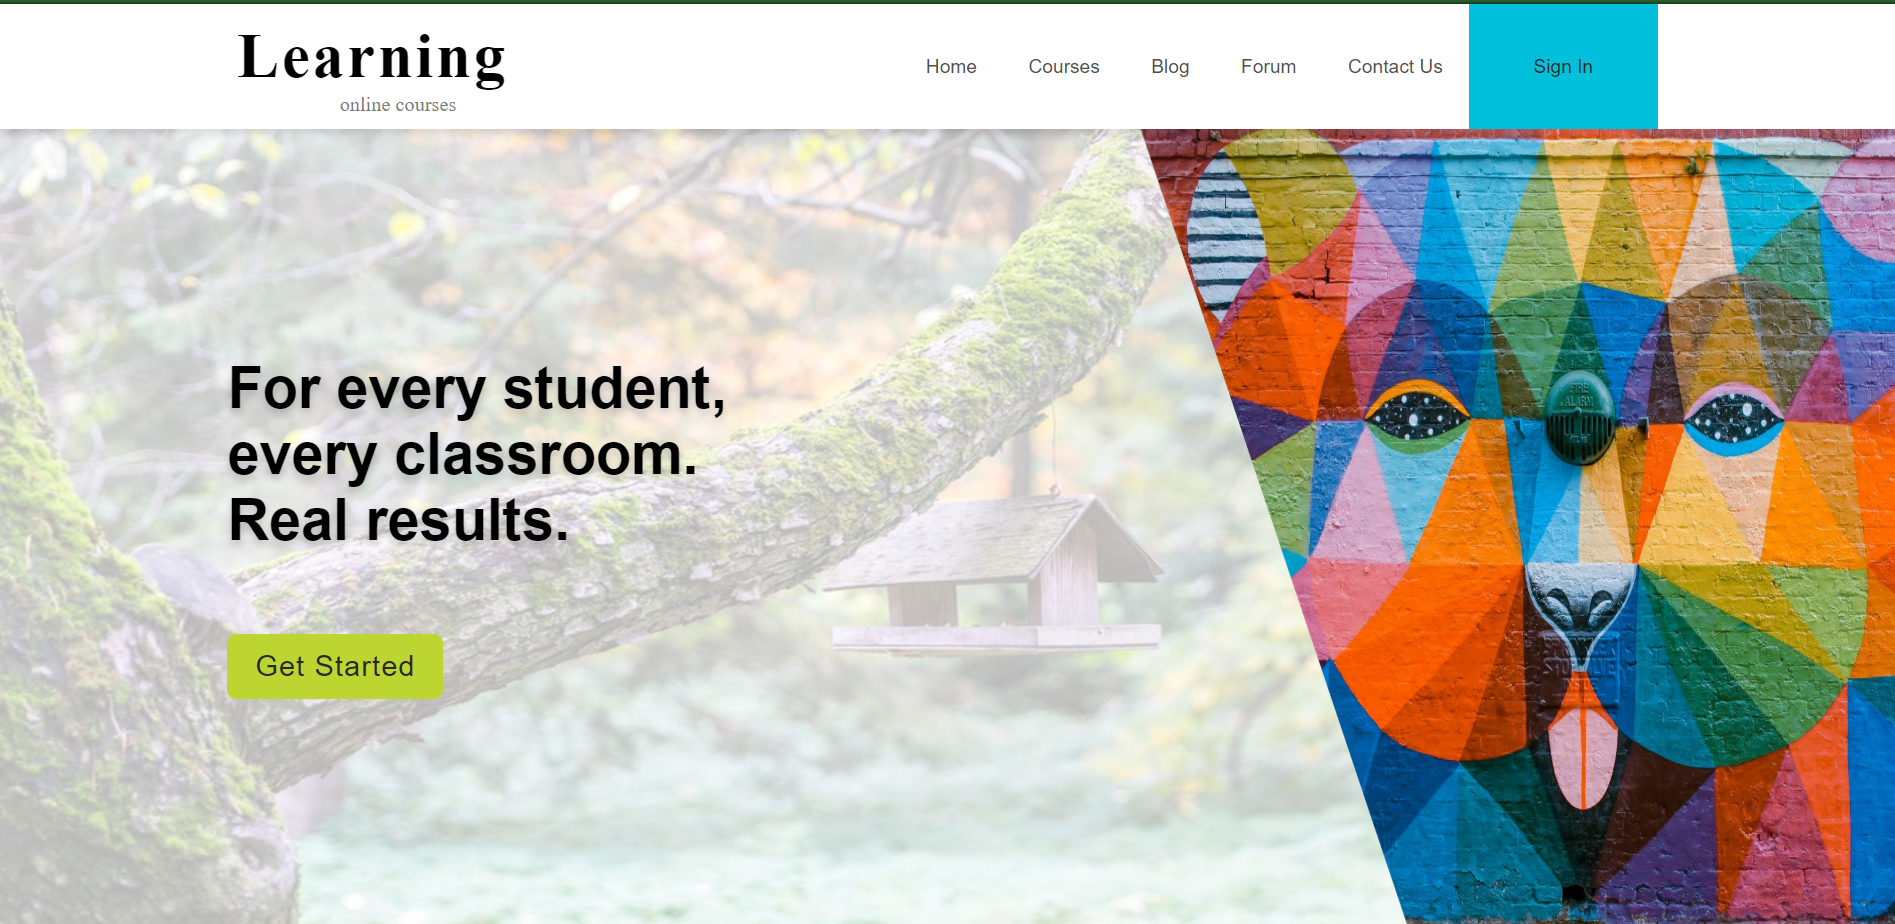 Learning
online courses
Home
Courses
Blog
Forum
Contact Us
Sign In
For every student,
every classroom.
Real results.
Get Started
FIRE
ALARM